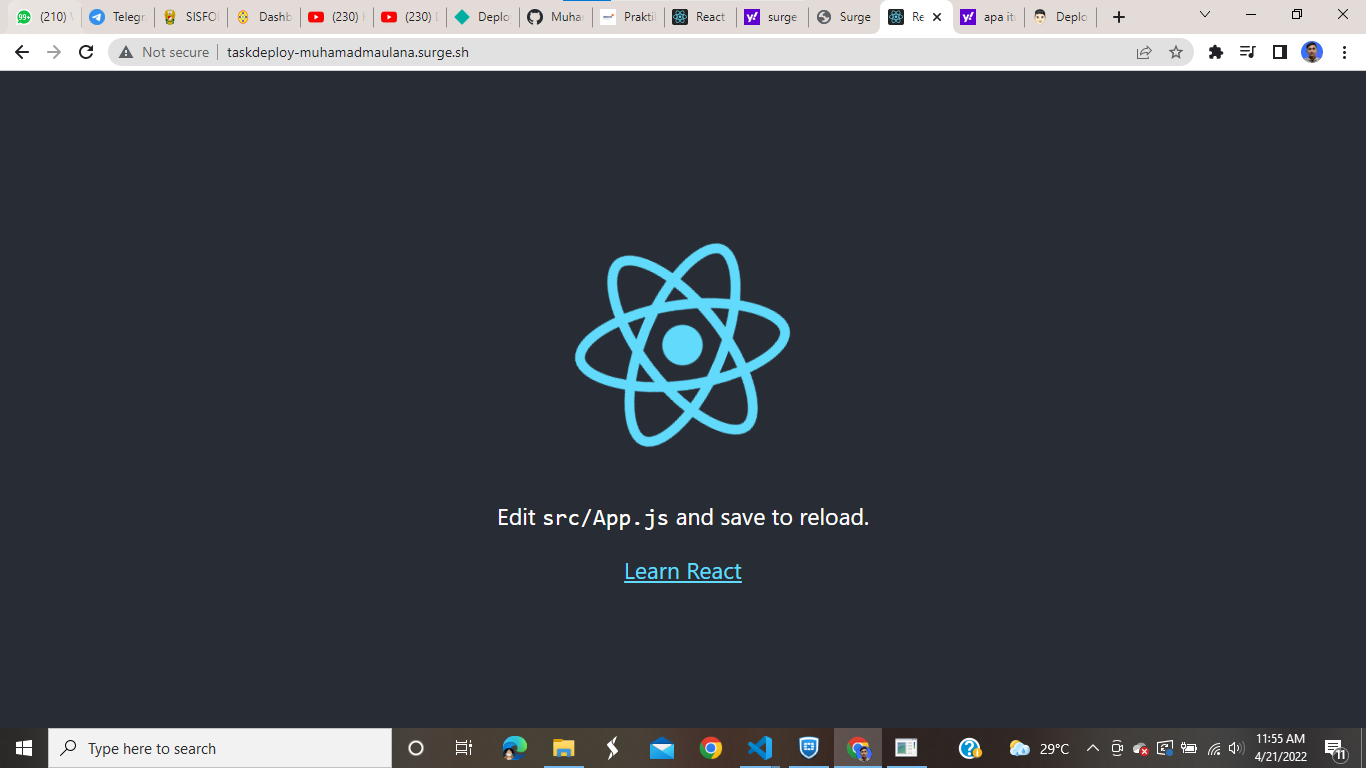 (210)
Telegr
SISFO
Dashb
(230)
(230)
Deplo
Muha
Prakti
React
surge
Surge
Re
apa it
Deplo
Not secure
taskdeploy-muhamadmaulana.surge.sh
Edit src/App.js and save to reload.
Learn React
Type here to search
29°C
11:55 AM
4/21/2022
11